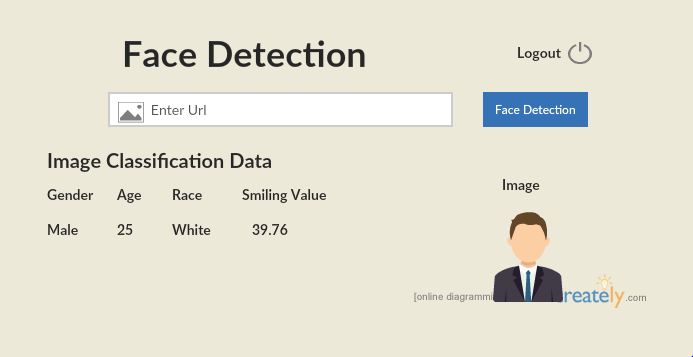 Face Detection
Logout
Enter Url
Face Detection
Image Classification Data
Gender Age Race Smiling Value
Male 25 White 39.76
Image
[online diagrammi
reately.com